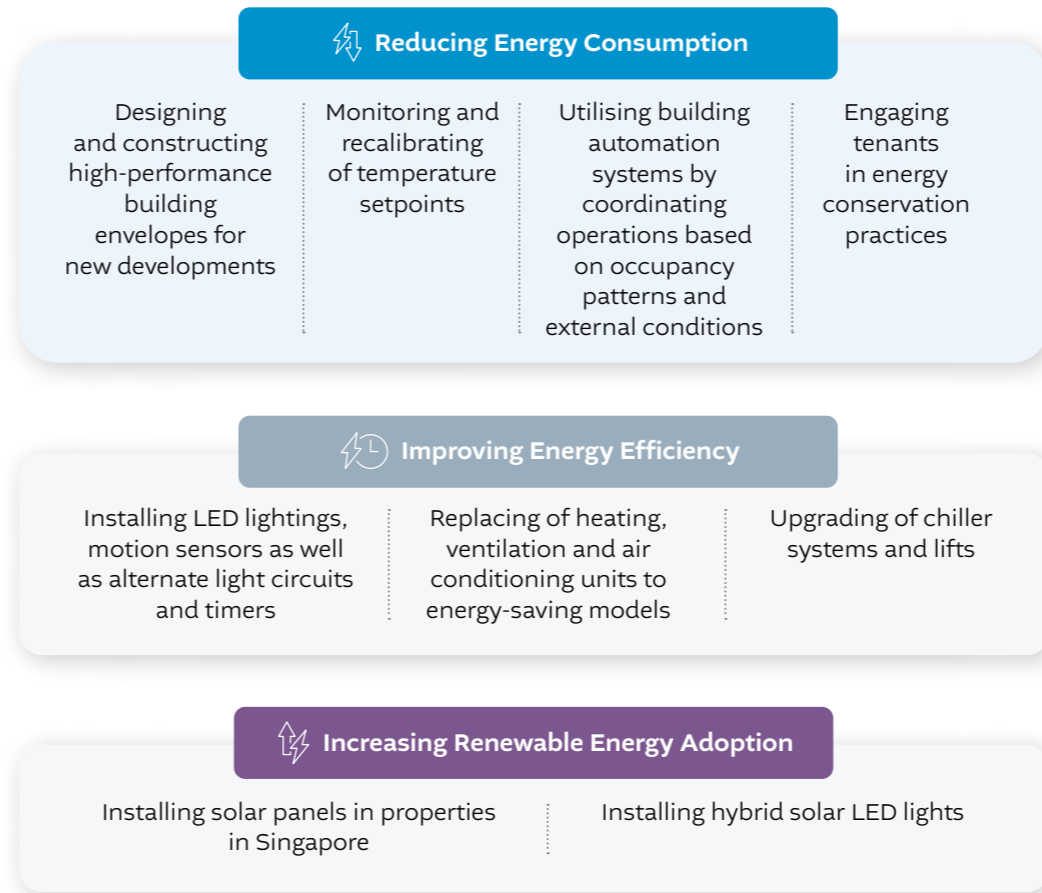 Reducing Energy Consumption
Designing
and constructing
high-performance
building
envelopes for
new developments
Monitoring and
recalibrating
of temperature
setpoints
Utilising building
automation
systems by
coordinating
operations based
on occupancy
patterns and
external conditions
Engaging
tenants
in energy
conservation
practices
Improving Energy Efficiency
Installing LED lightings,
motion sensors as well
as alternate light circuits
and timers
Replacing of heating,
ventilation and air
conditioning units to
energy-saving models
Upgrading of chiller
systems and lifts
Increasing Renewable Energy Adoption
Installing solar panels in properties
in Singapore
Installing hybrid solar LED lights